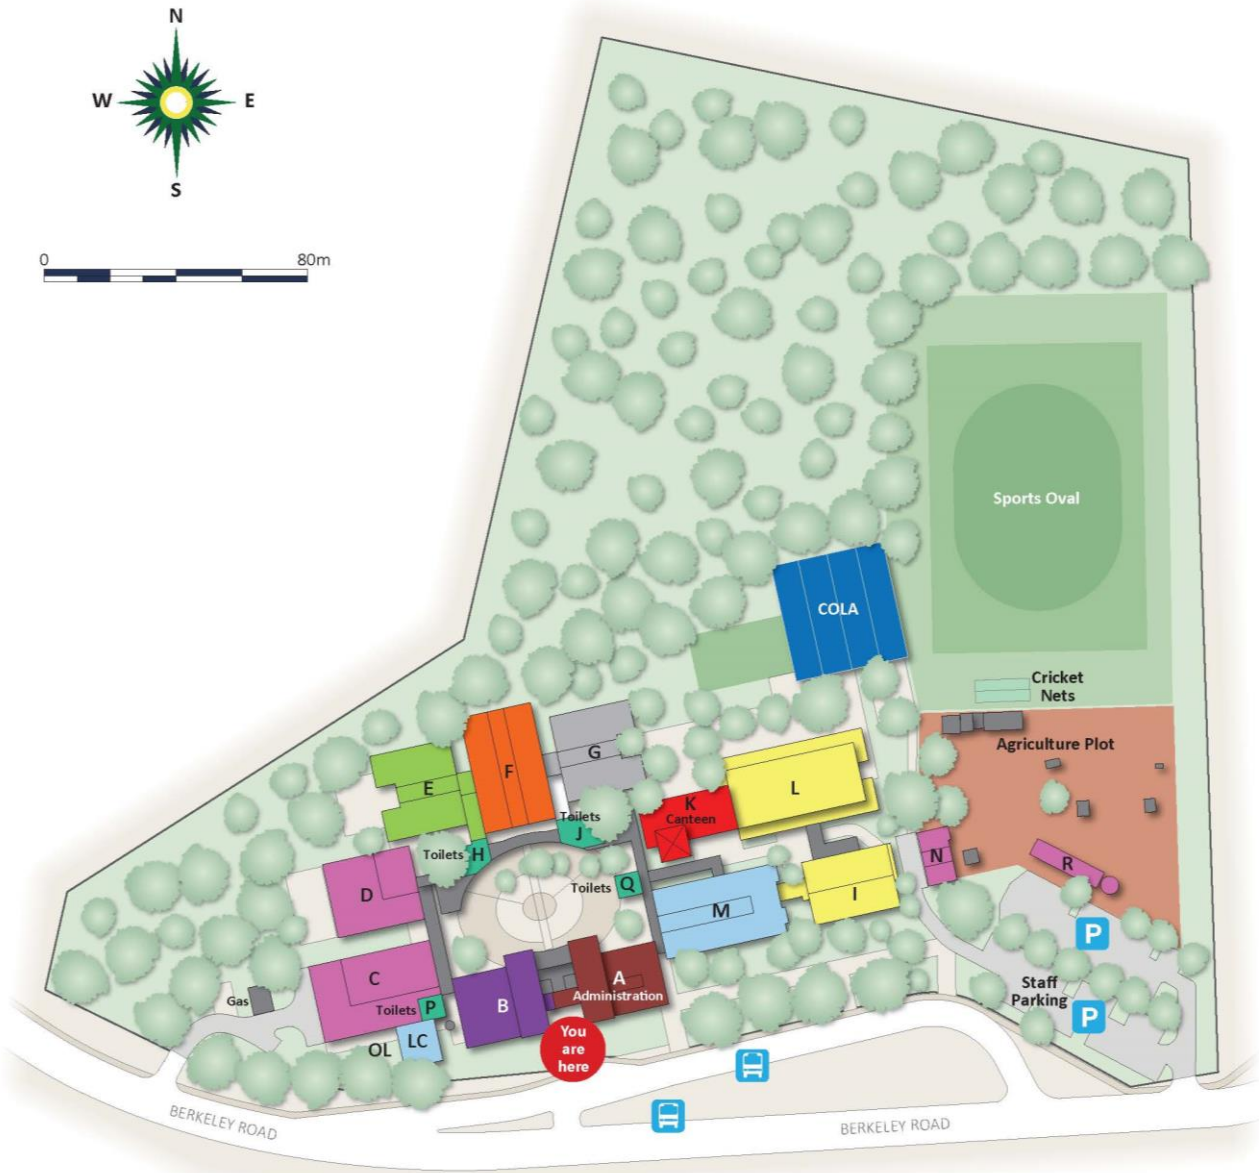 N
W
E
S
0
80m
Sports Oval
COLA
Cricket
Nets
Agriculture Plot
G
F
E
L
K
Canteen
Toilets
J
Toilets
H
N
R
Toilets
Q
D
I
M
P
C
A
Administration
Staff
Parking
Gas
Toilets
P
B
P
You
are
here
OL
LC
BERKELEY ROAD
BERKELEY ROAD